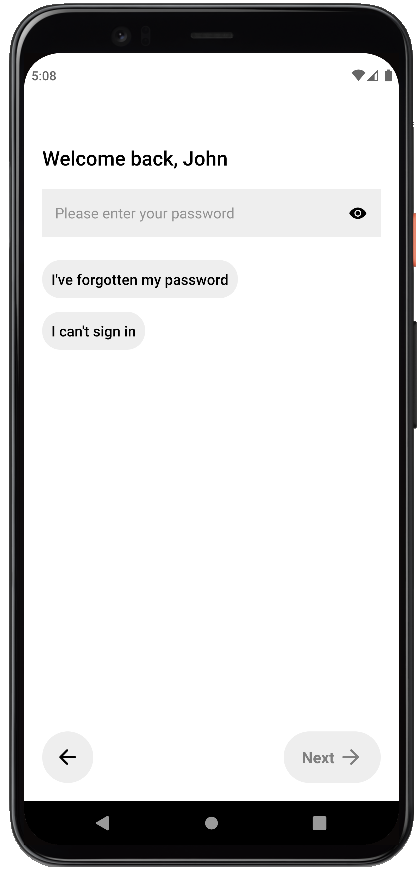 5:08
Welcome back, John
Please enter your password
I've forgotten my password
I can't sign in
Next